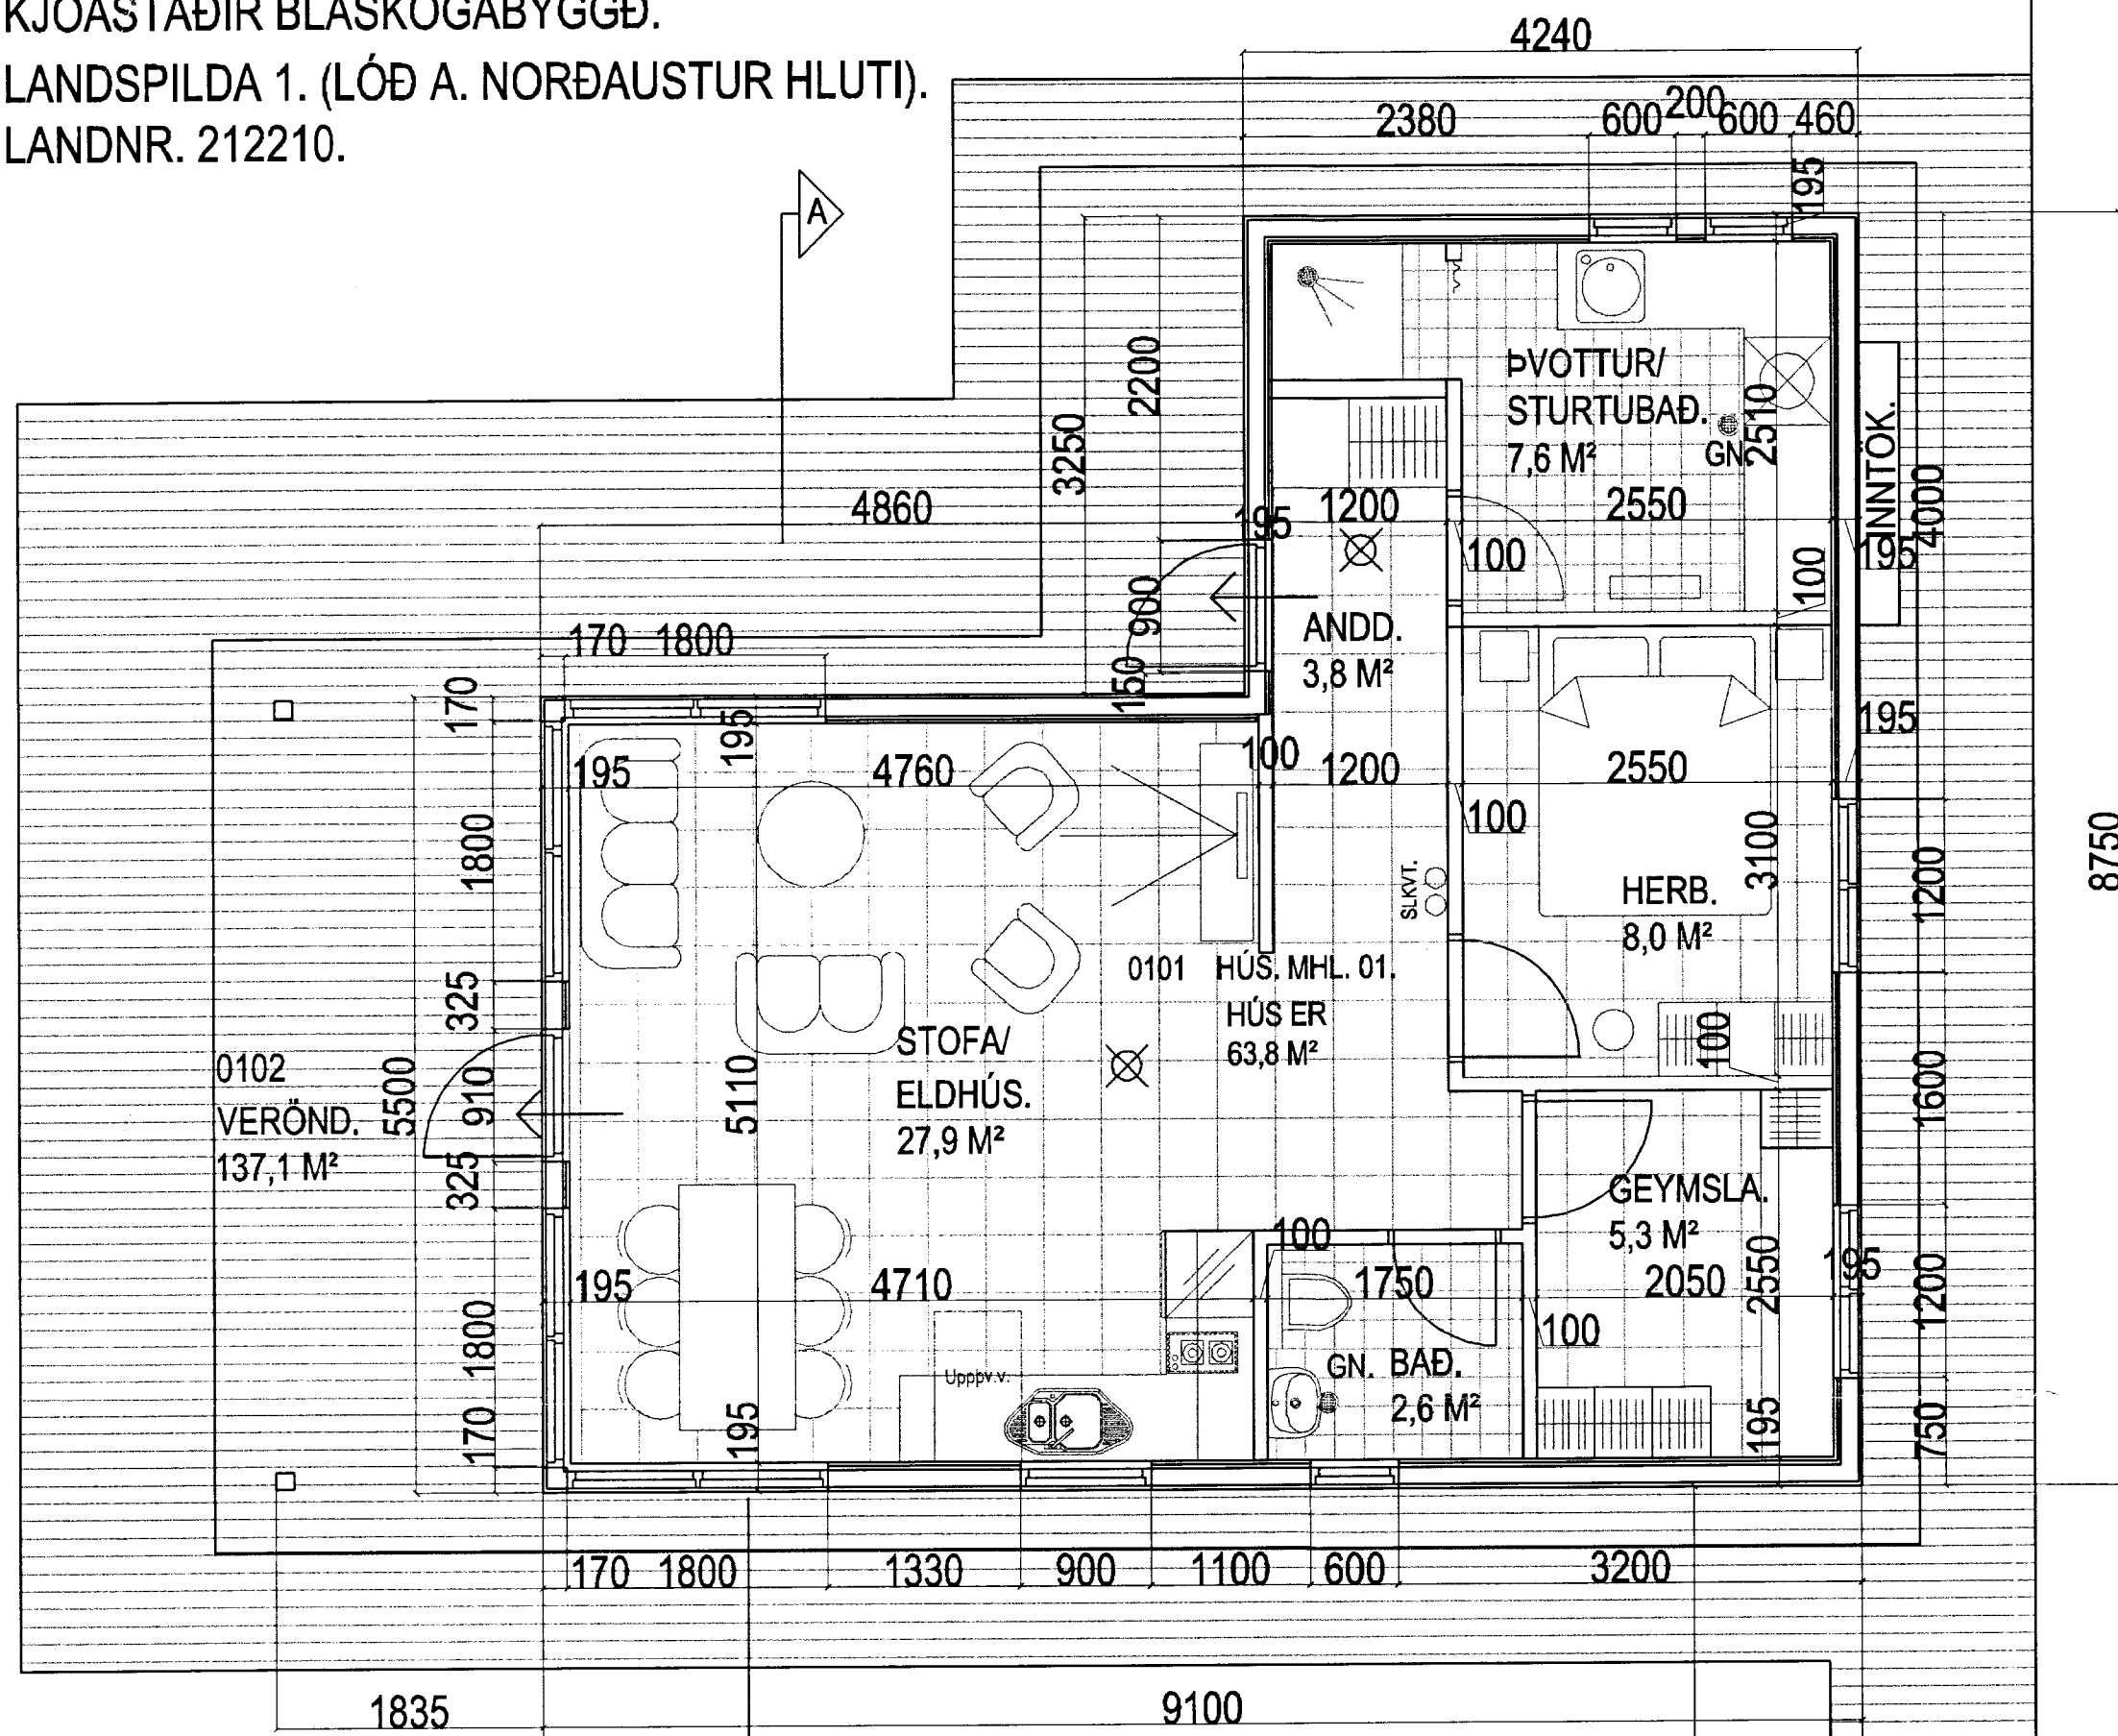 KJÓASTAÐIR BLÁSKÓGABYGGÐ.
LANDSPILDA 1. (LÓÐ A. NORÐAUSTUR HLUTI).
LANDNR. 212210.
A
4240
2380
600
200
600
460
195
2200
3250
ÞVOTTUR/
STURTUBAÐ.
7,6 M²
GN.
2510
INNTÖK.
4000
4860
195
1200
2550
100
195
100
900
150
ANDD.
3,8 M²
170
1800
170
195
195
4760
100
1200
2550
100
195
1800
SLKVT.
3100
HERB.
8,0 M²
1200
8750
0101
HÚS. MHL. 01.
HÚS ER
63,8 M²
325
STOFA/
ELDHÚS.
27,9 M²
100
0102
VERÖND.
137,1 M²
5500
910
5110
1600
325
GEYMSLA.
5,3 M²
100
195
4710
1750
2050
2550
195
1200
100
1800
Upppv.v.
GN.
BAÐ.
2,6 M²
170
195
195
750
170
1800
1330
900
1100
600
3200
1835
9100